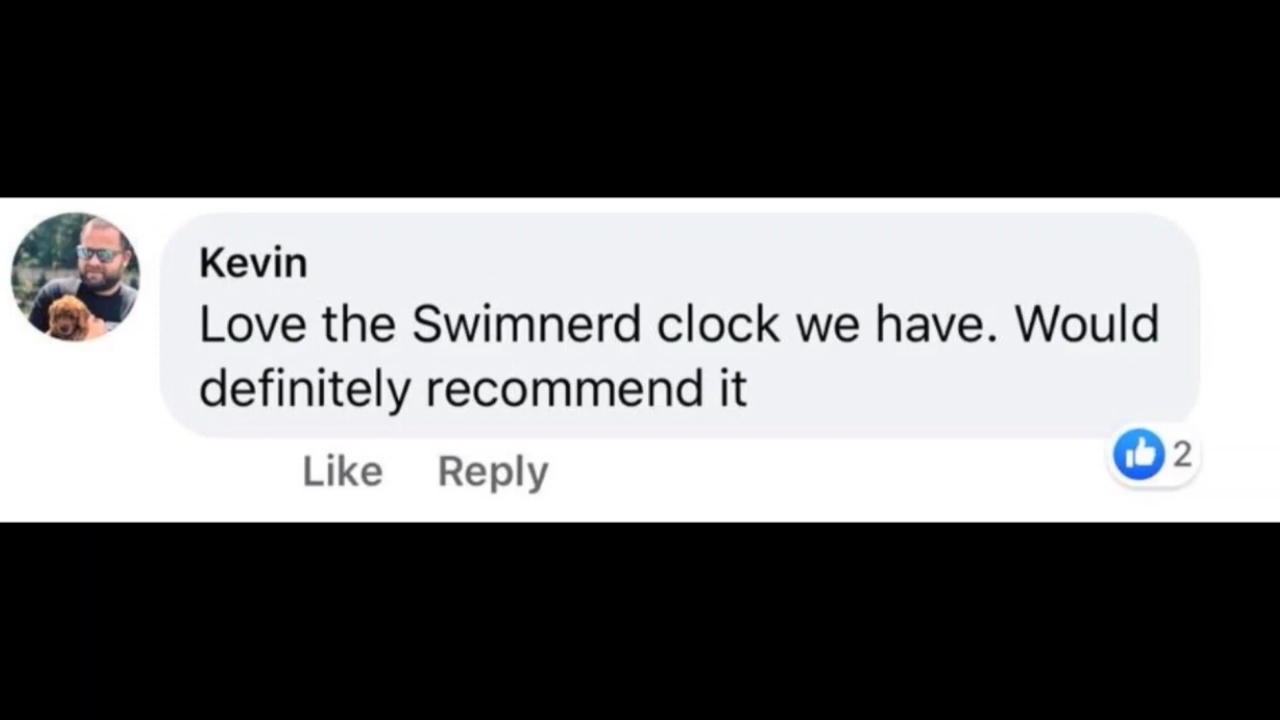 Kevin
Love the Swimnerd clock we have. Would
definitely recommend it
Like Reply
2